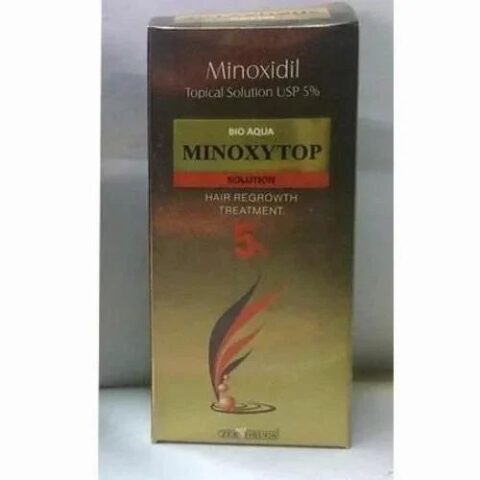 Minoxidil
Topical Solution USP 5%
BIO AQUA
MINOXYTOP
SOLUTION
HAIR REGROWTH
TREATMENT
5%